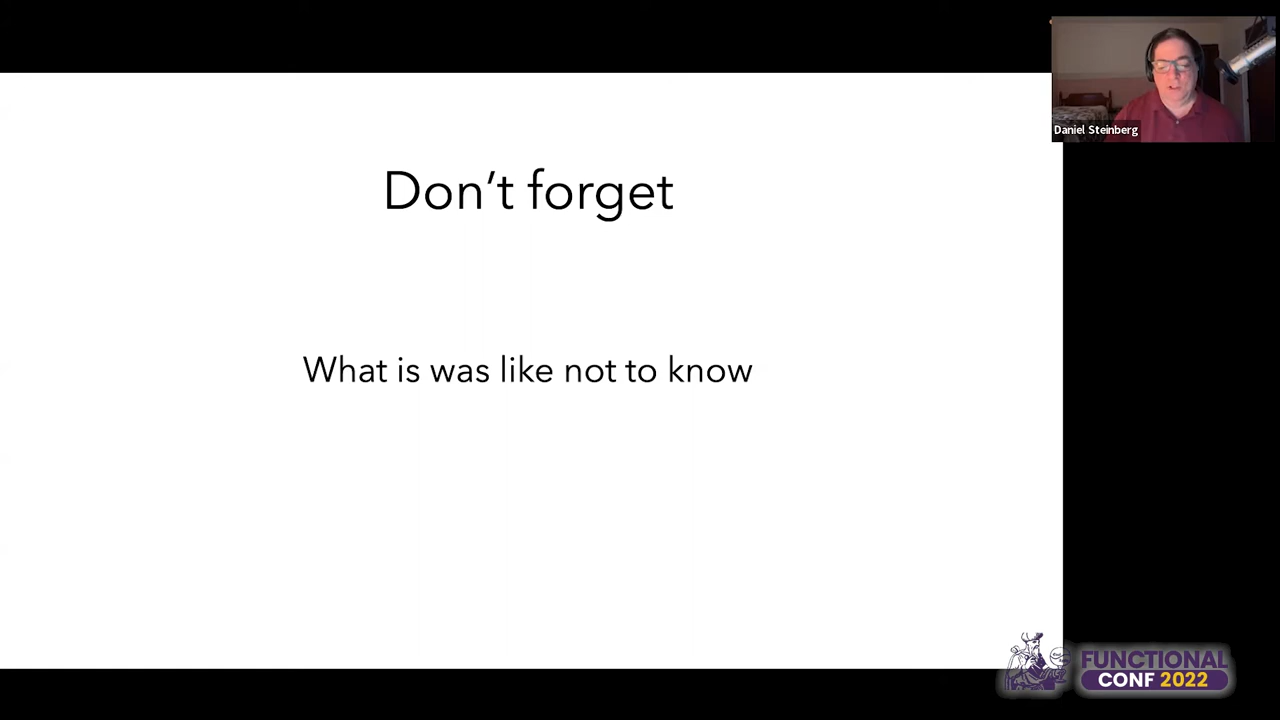 Don’t forget
What is was like not to know
Daniel Steinberg
FUNCTIONAL
CONF 2022